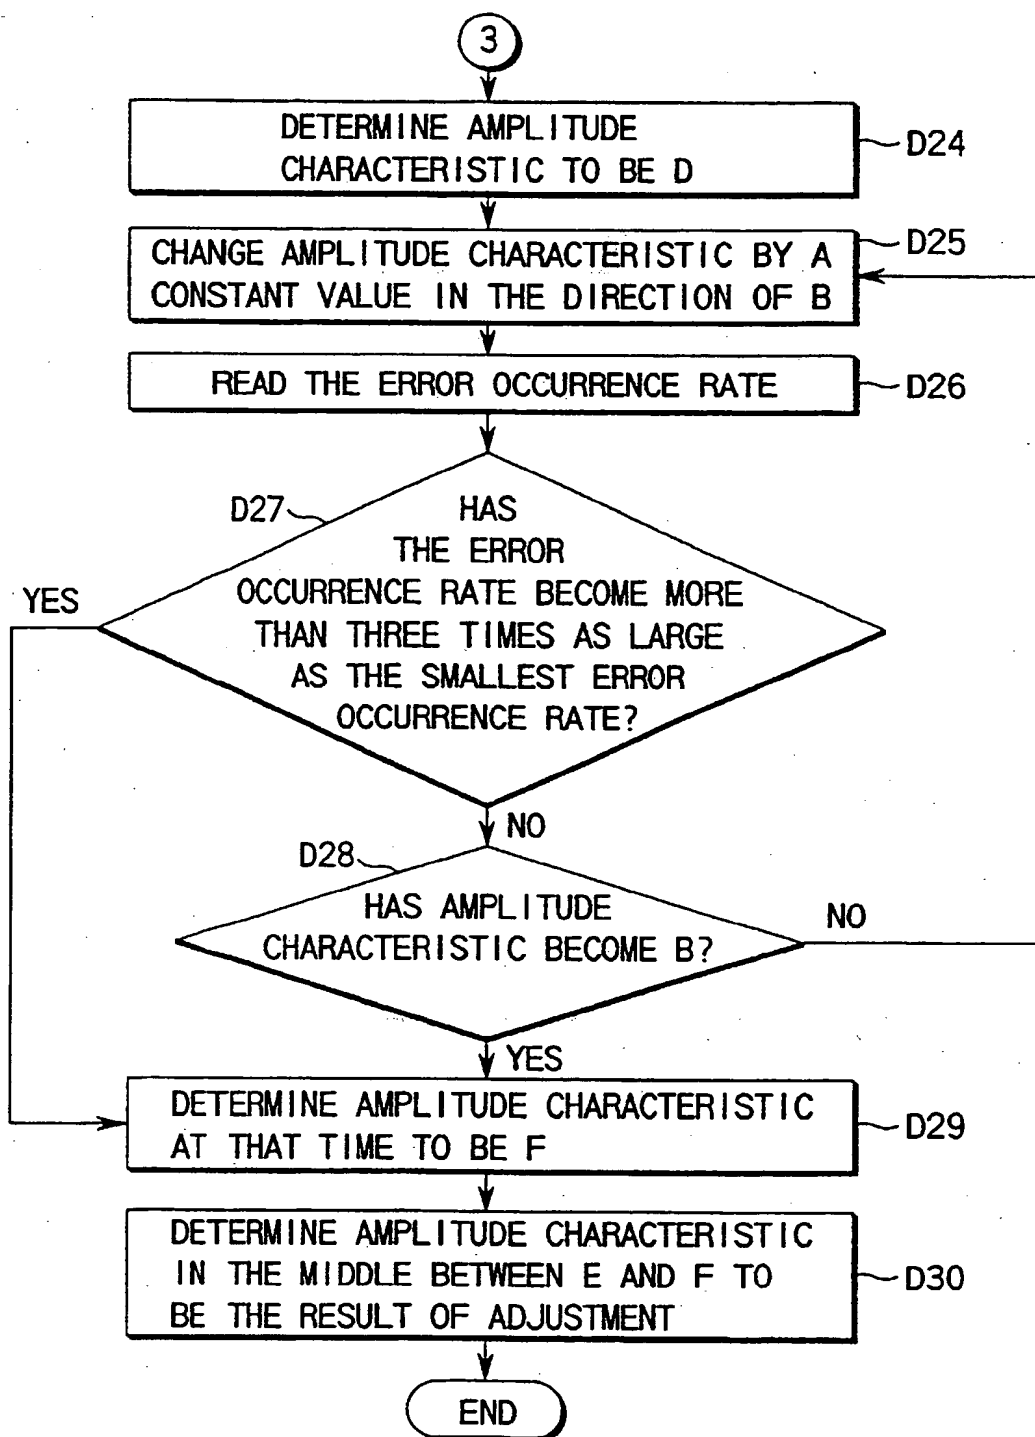 3
DETERMINE AMPLITUDE
CHARACTERISTIC TO BE D
D24
CHANGE AMPLITUDE CHARACTERISTIC BY A
CONSTANT VALUE IN THE DIRECTION OF B
D25
READ THE ERROR OCCURRENCE RATE
D26
D27
HAS
THE ERROR
OCCURRENCE RATE BECOME MORE
THAN THREE TIMES AS LARGE
AS THE SMALLEST ERROR
OCCURRENCE RATE?
YES
NO
D28
HAS AMPLITUDE
CHARACTERISTIC BECOME B?
NO
YES
DETERMINE AMPLITUDE CHARACTERISTIC
AT THAT TIME TO BE F
D29
DETERMINE AMPLITUDE CHARACTERISTIC
IN THE MIDDLE BETWEEN E AND F TO
BE THE RESULT OF ADJUSTMENT
D30
END